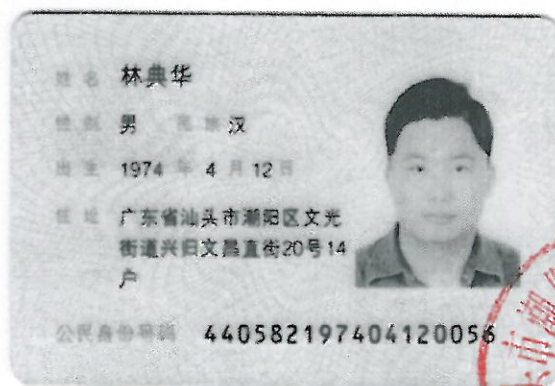 姓名 林典华
性别 男 民族 汉
出生 1974 年 4 月 12 日
住址 广东省汕头市潮阳区文光
街道兴归文昌直街20号14
户
公民身份号码 440582197404120056
市潮